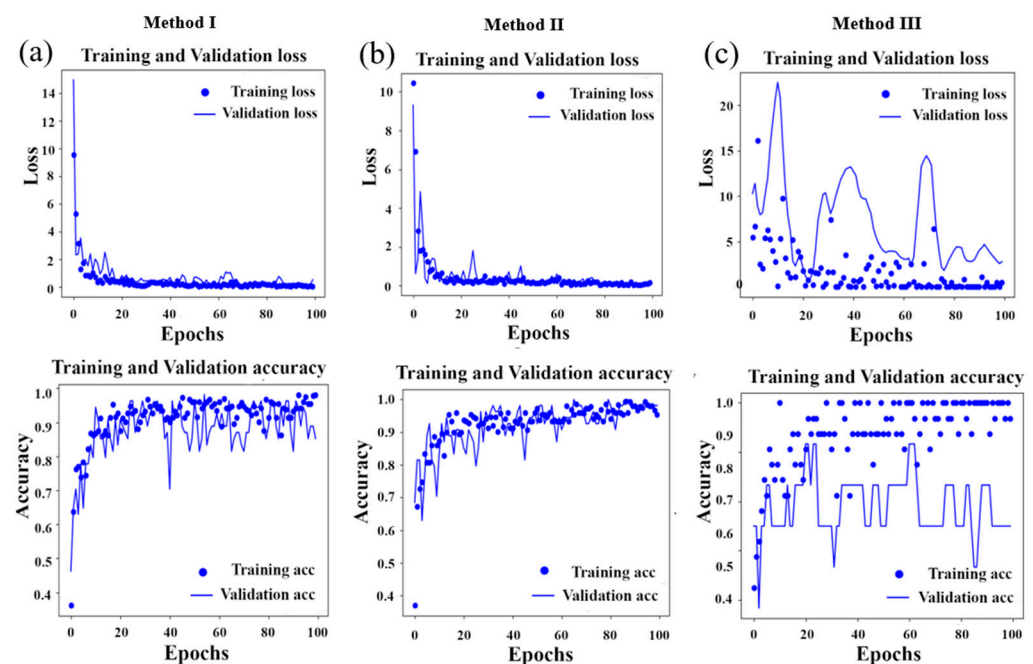 Method I
(a)
Training and Validation loss
14
12
10
8
6
4
2
0
Loss
Training loss
Validation loss
0 20 40 60 80 100
Epochs
Method II
(b)
Training and Validation loss
10
8
6
4
2
0
Loss
Training loss
Validation loss
0 20 40 60 80 100
Epochs
Method III
(c)
Training and Validation loss
20
15
10
5
0
Loss
Training loss
Validation loss
0 20 40 60 80 100
Epochs
Training and Validation accuracy
1.0
0.9
0.8
0.7
0.6
0.5
0.4
Accuracy
Training acc
Validation acc
0 20 40 60 80 100
Epochs
Training and Validation accuracy
1.0
0.9
0.8
0.7
0.6
0.5
0.4
Accuracy
Training acc
Validation acc
0 20 40 60 80 100
Epochs
Training and Validation accuracy
1.0
0.9
0.8
0.7
0.6
0.5
0.4
Accuracy
Training acc
Validation acc
0 20 40 60 80 100
Epochs